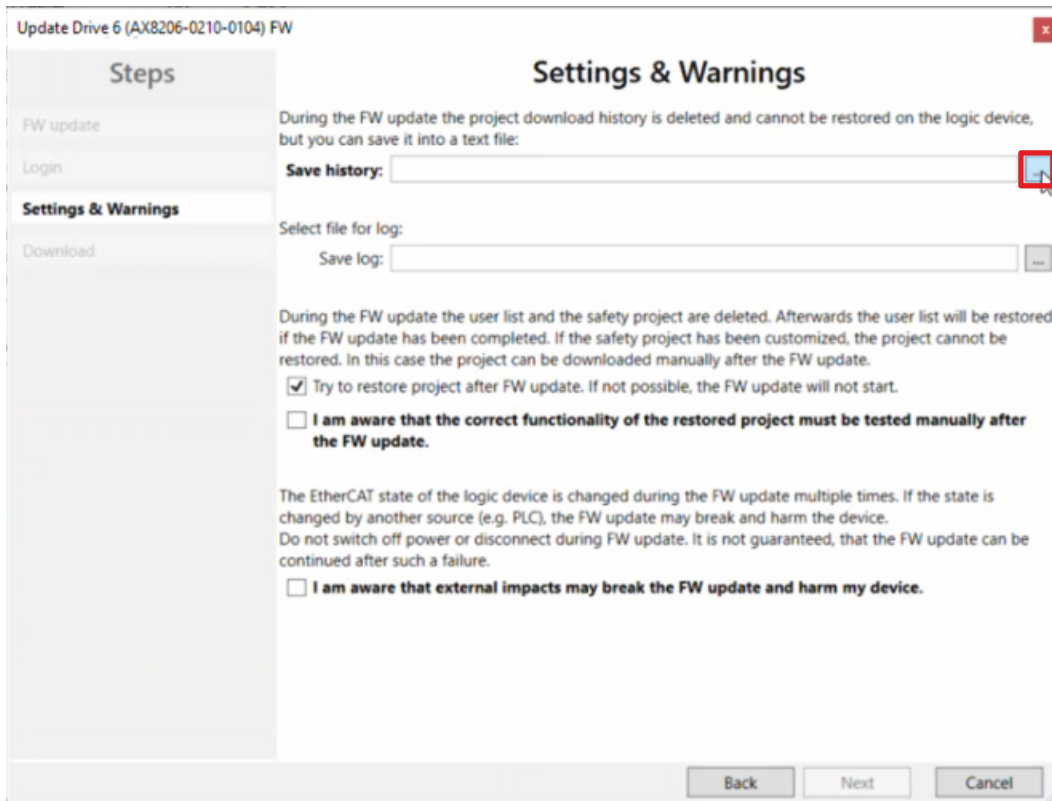 Update Drive 6 (AX8206-0210-0104) FW
x
Steps
FW update
Login
Settings & Warnings
Download
Settings & Warnings
During the FW update the project download history is deleted and cannot be restored on the logic device,
but you can save it into a text file:
Save history:
...
Select file for log:
Save log:
...
During the FW update the user list and the safety project are deleted. Afterwards the user list will be restored
if the FW update has been completed. If the safety project has been customized, the project cannot be
restored. In this case the project can be downloaded manually after the FW update.
Try to restore project after FW update. If not possible, the FW update will not start.
I am aware that the correct functionality of the restored project must be tested manually after
the FW update.
The EtherCAT state of the logic device is changed during the FW update multiple times. If the state is
changed by another source (e.g. PLC), the FW update may break and harm the device.
Do not switch off power or disconnect during FW update. It is not guaranteed, that the FW update can be
continued after such a failure.
I am aware that external impacts may break the FW update and harm my device.
Back
Next
Cancel